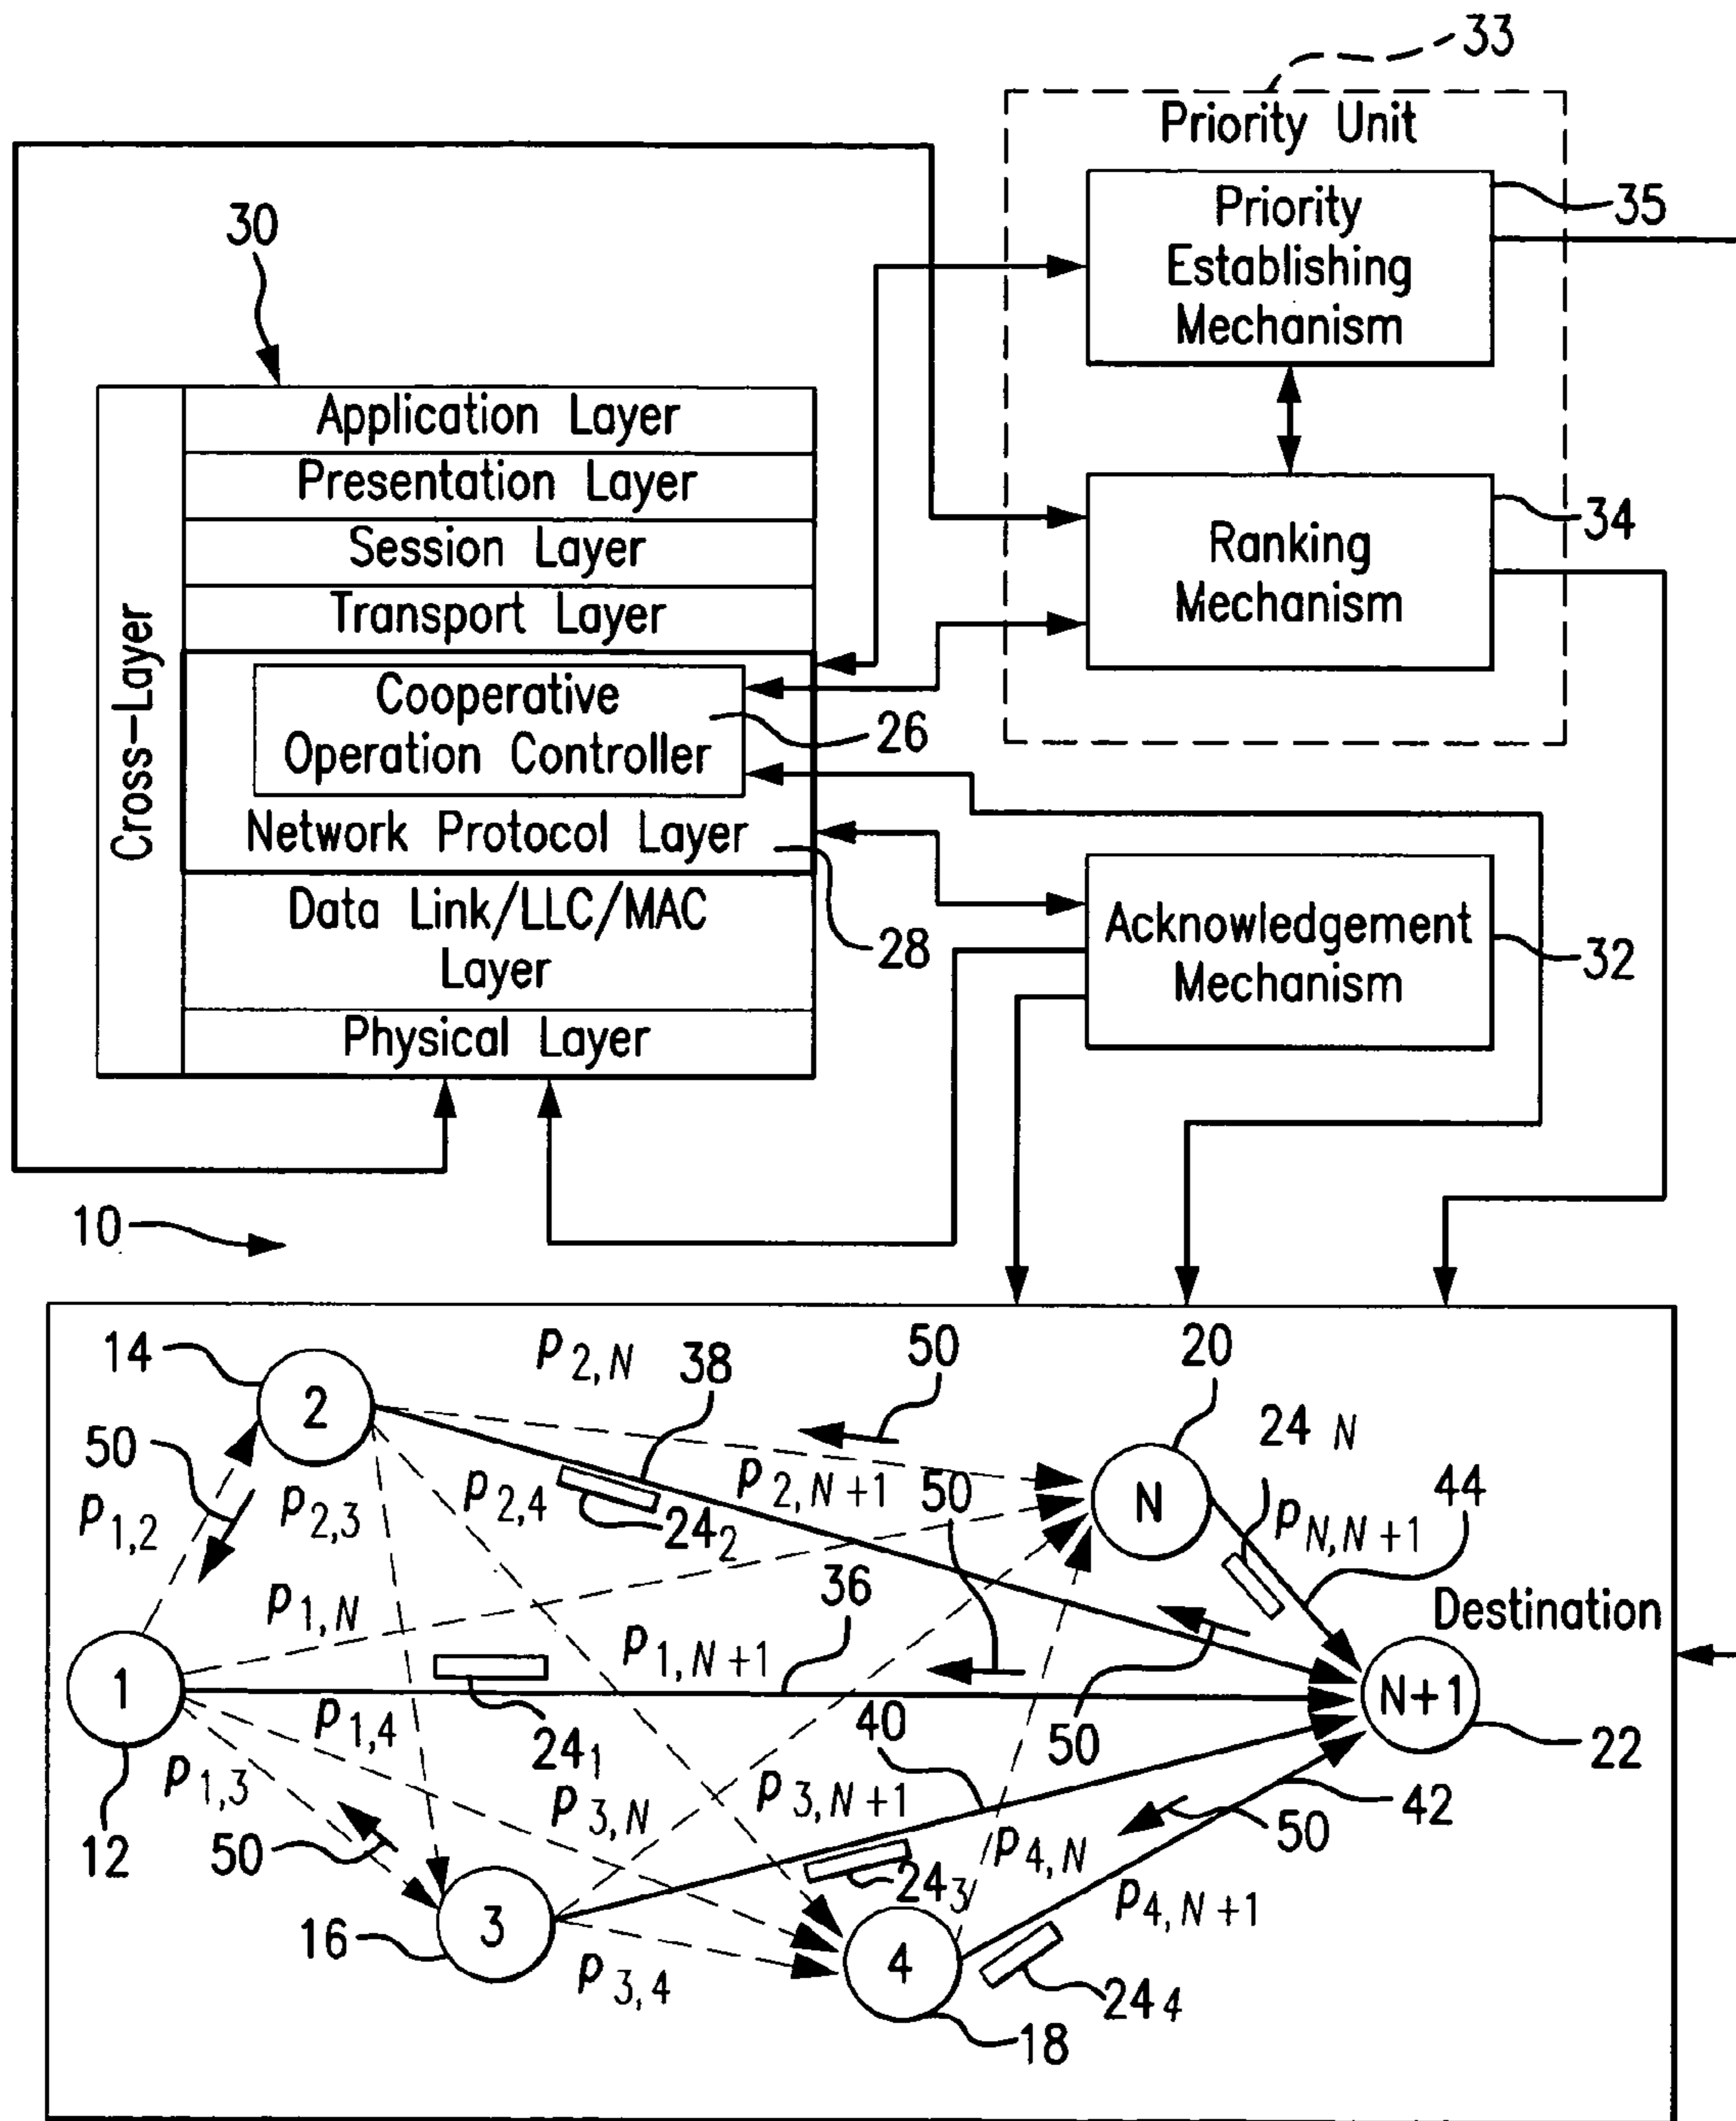 33
Priority Unit
Priority
Establishing
Mechanism
35
30
Application Layer
Presentation Layer
Session Layer
Transport Layer
Ranking
Mechanism
34
Cross-Layer
Cooperative
Operation Controller
26
Network Protocol Layer
28
Data Link/LLC/MAC
Layer
Physical Layer
Acknowledgement
Mechanism
32
10
14
2
P2,N
38
50
20
24N
50
P1,2
P2,3
P2,4
24₂
P2,N+1
50
N
PN,N+1
44
Destination
P1,N
36
P1,N+1
1
24₁
P1,4
40
50
N+1
22
P1,3
12
50
P3,N
P3,N+1
P4,N
50
42
24₃
P4,N+1
16
3
P3,4
4
24₄
18